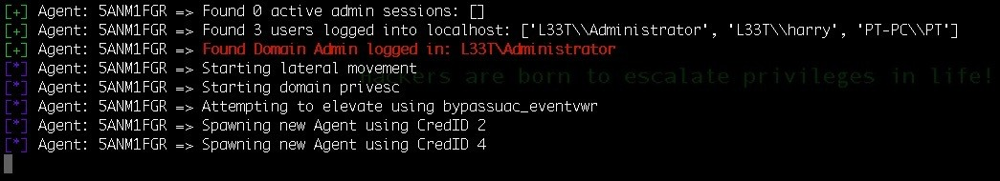 [+] Agent: 5ANM1FGR => Found 0 active admin sessions: []
[+] Agent: 5ANM1FGR => Found 3 users logged into localhost: ['L33T\\Administrator', 'L33T\\harry', 'PT-PC\\PT']
[+] Agent: 5ANM1FGR => Found Domain Admin logged in: L33T\Administrator
[*] Agent: 5ANM1FGR => Starting lateral movement
are born to escalate privileges in life!
[*] Agent: 5ANM1FGR => Starting domain privesc
[*] Agent: 5ANM1FGR => Attempting to elevate using bypassuac_eventvwr
[*] Agent: 5ANM1FGR => Spawning new Agent using CredID 2
[*] Agent: 5ANM1FGR => Spawning new Agent using CredID 4